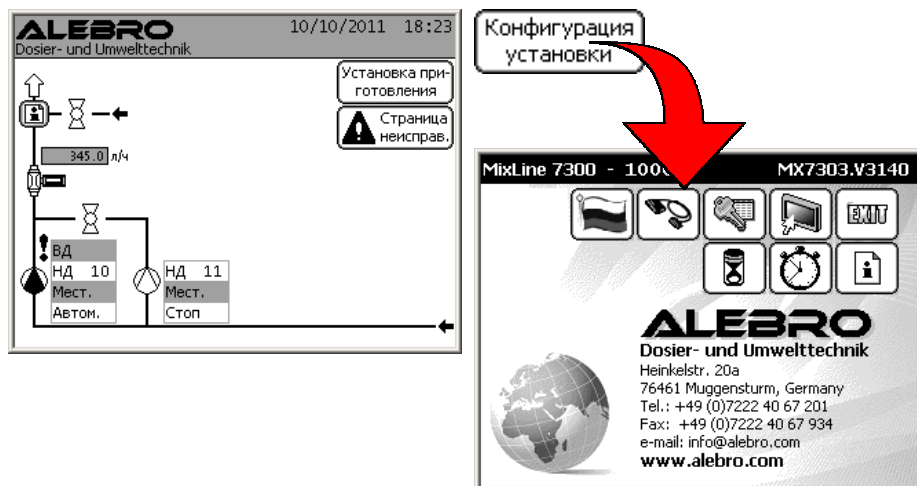 ALEBRO
Dosier- und Umwelttechnik
10/10/2011 18:23
Установка при-
готовления
Страница
неисправ.
345.0 л/ч
ВД
НД 10
Мест.
Автом.
НД 11
Мест.
Стоп
Конфигурация
установки
MixLine 7300 - 100
MX7303.V3140
EXIT
ALEBRO
Dosier- und Umwelttechnik
Heinkelstr. 20a
76461 Muggensturm, Germany
Tel.: +49 (0)7222 40 67 201
Fax: +49 (0)7222 40 67 934
e-mail: info@alebro.com
www.alebro.com